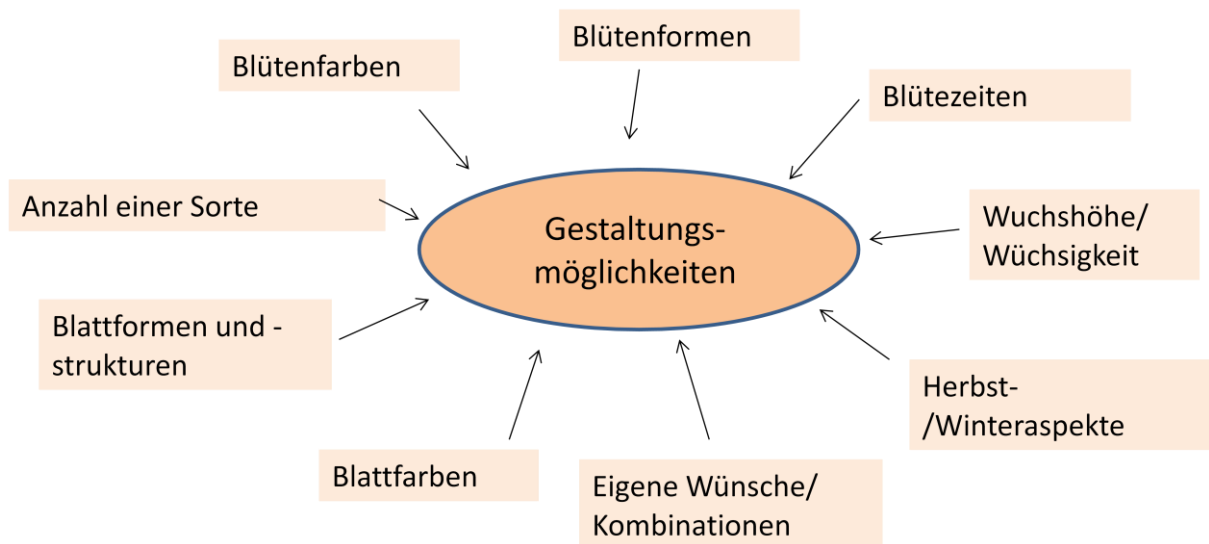 Blütenformen
Blütenfarben
Blütezeiten
Anzahl einer Sorte
Gestaltungs-
möglichkeiten
Wuchshöhe/
Wüchsigkeit
Blattformen und -
strukturen
Herbst-
/Winteraspekte
Blattfarben
Eigene Wünsche/
Kombinationen